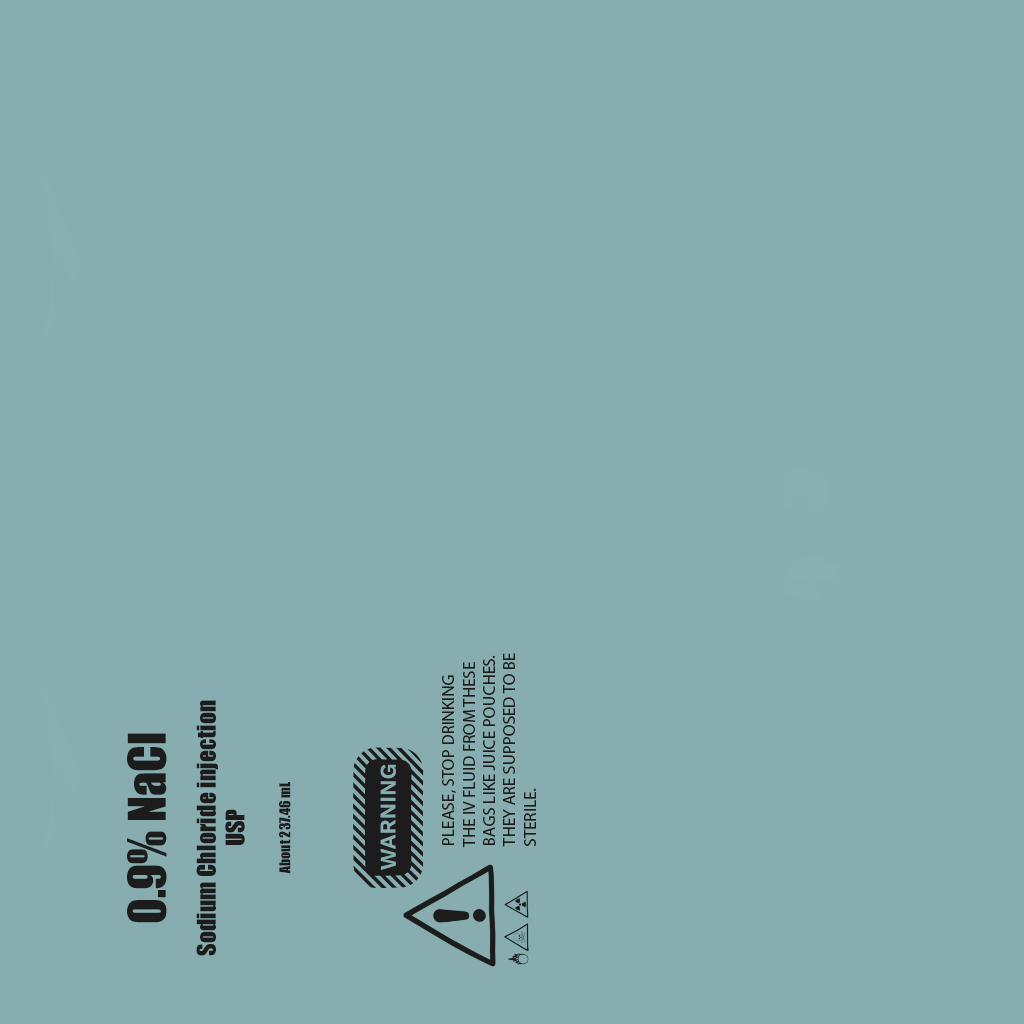 0.9% NaCl
Sodium Chloride injection
USP
About 237.46 mL
WARNING
PLEASE, STOP DRINKING
THE IV FLUID FROM THESE
BAGS LIKE JUICE POUCHES.
THEY ARE SUPPOSED TO BE
STERILE.